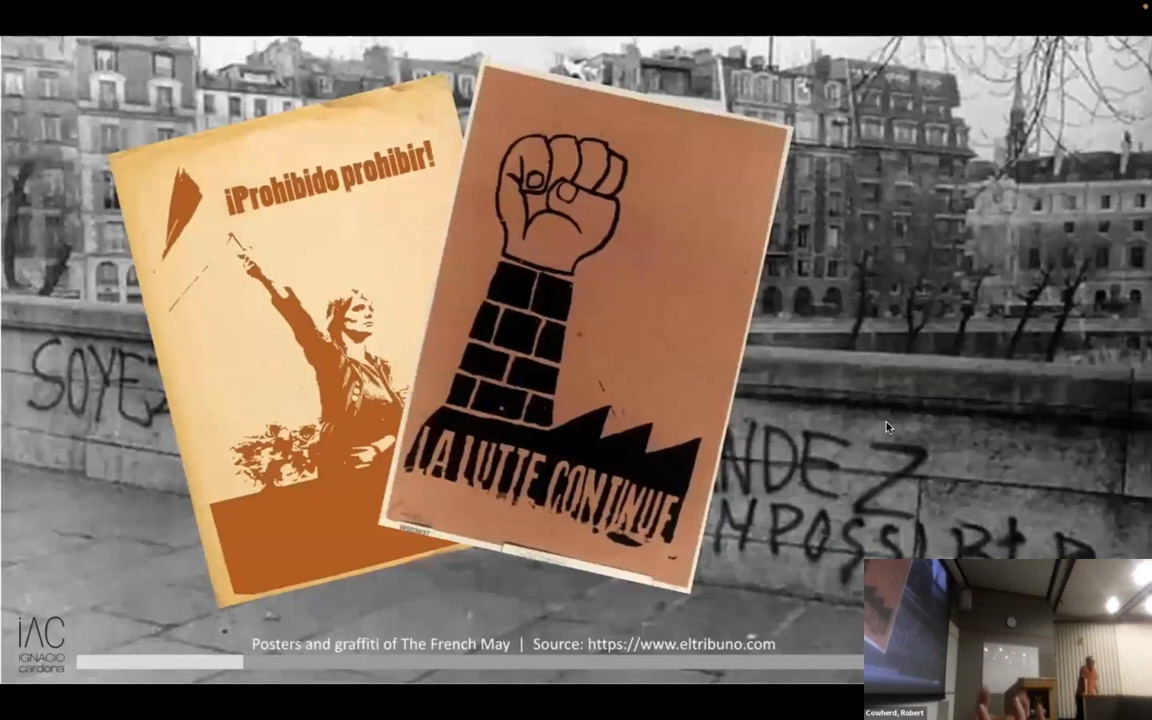 ¡Prohibido prohibir!
SOYEZ
LA LUTTE CONTINUE
NDEZ
MPOSSIBLE
Posters and graffiti of The French May | Source: https://www.eltribuno.com
iAC
IGNACIO
cardona
Cowherd, Robert